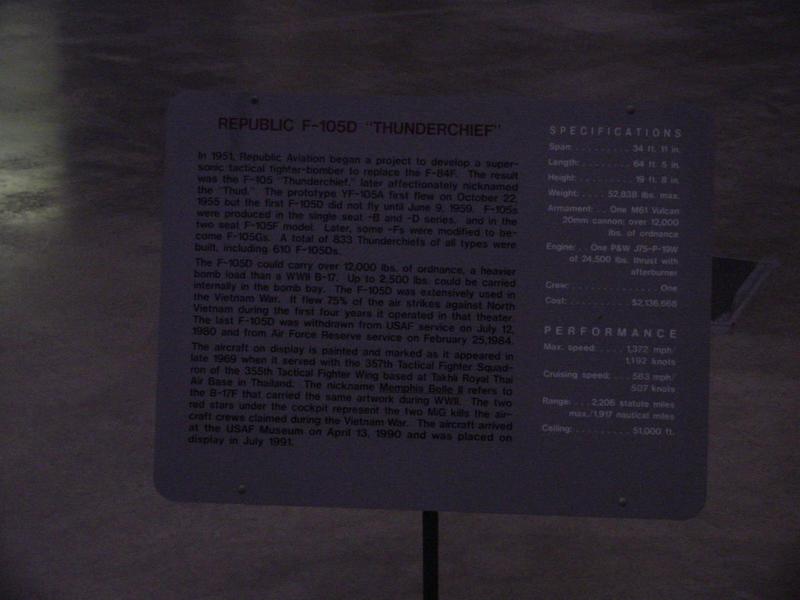 REPUBLIC F-105D "THUNDERCHIEF"
In 1951, Republic Aviation began a project to develop a super-
sonic tactical fighter-bomber to replace the F-84F. The result
was the F-105 "Thunderchief," later affectionately nicknamed
the "Thud." The prototype YF-105A first flew on October 22,
1955 but the first F-105D did not fly until June 9, 1959. F-105s
were produced in the single seat -B and -D series, and in the
two seat F-105F model. Later, some -Fs were modified to be-
come F-105Gs. A total of 833 Thunderchiefs of all types were
built, including 610 F-105Ds.
The F-105D could carry over 12,000 lbs. of ordnance, a heavier
bomb load than a WWII B-17. Up to 2,500 lbs. could be carried
internally in the bomb bay. The F-105D was extensively used in
the Vietnam War. It flew 75% of the air strikes against North
Vietnam during the first four years it operated in that theater.
The last F-105D was withdrawn from USAF service on July 12,
1980 and from Air Force Reserve service on February 25,1984.
The aircraft on display is painted and marked as it appeared in
late 1969 when it served with the 357th Tactical Fighter Squad-
ron of the 355th Tactical Fighter Wing based at Takhli Royal Thai
Air Base in Thailand. The nickname Memphis Belle II refers to
the B-17F that carried the same artwork during WWII. The two
red stars under the cockpit represent the two MiG kills the air-
craft crews claimed during the Vietnam War. The aircraft arrived
at the USAF Museum on April 13, 1990 and was placed on
display in July 1991.
SPECIFICATIONS
Span: . . . . . . . . . 34 ft. 11 in.
Length: . . . . . . . . 64 ft. 5 in.
Height: . . . . . . . . 19 ft. 8 in.
Weight: . . . . . 52,838 lbs. max.
Armament: . . One M61 Vulcan
20mm cannon; over 12,000
lbs. of ordnance
Engine: . . One P&W J75-P-19W
of 24,500 lbs. thrust with
afterburner
Crew: . . . . . . . . . . . . . One
Cost: . . . . . . . . . $2,136,668
PERFORMANCE
Max. speed: . . . . 1,372 mph/
1,192 knots
Cruising speed: . . . 583 mph/
507 knots
Range: . . . 2,206 statute miles
max./1,917 nautical miles
Ceiling: . . . . . . . . . 51,000 ft.